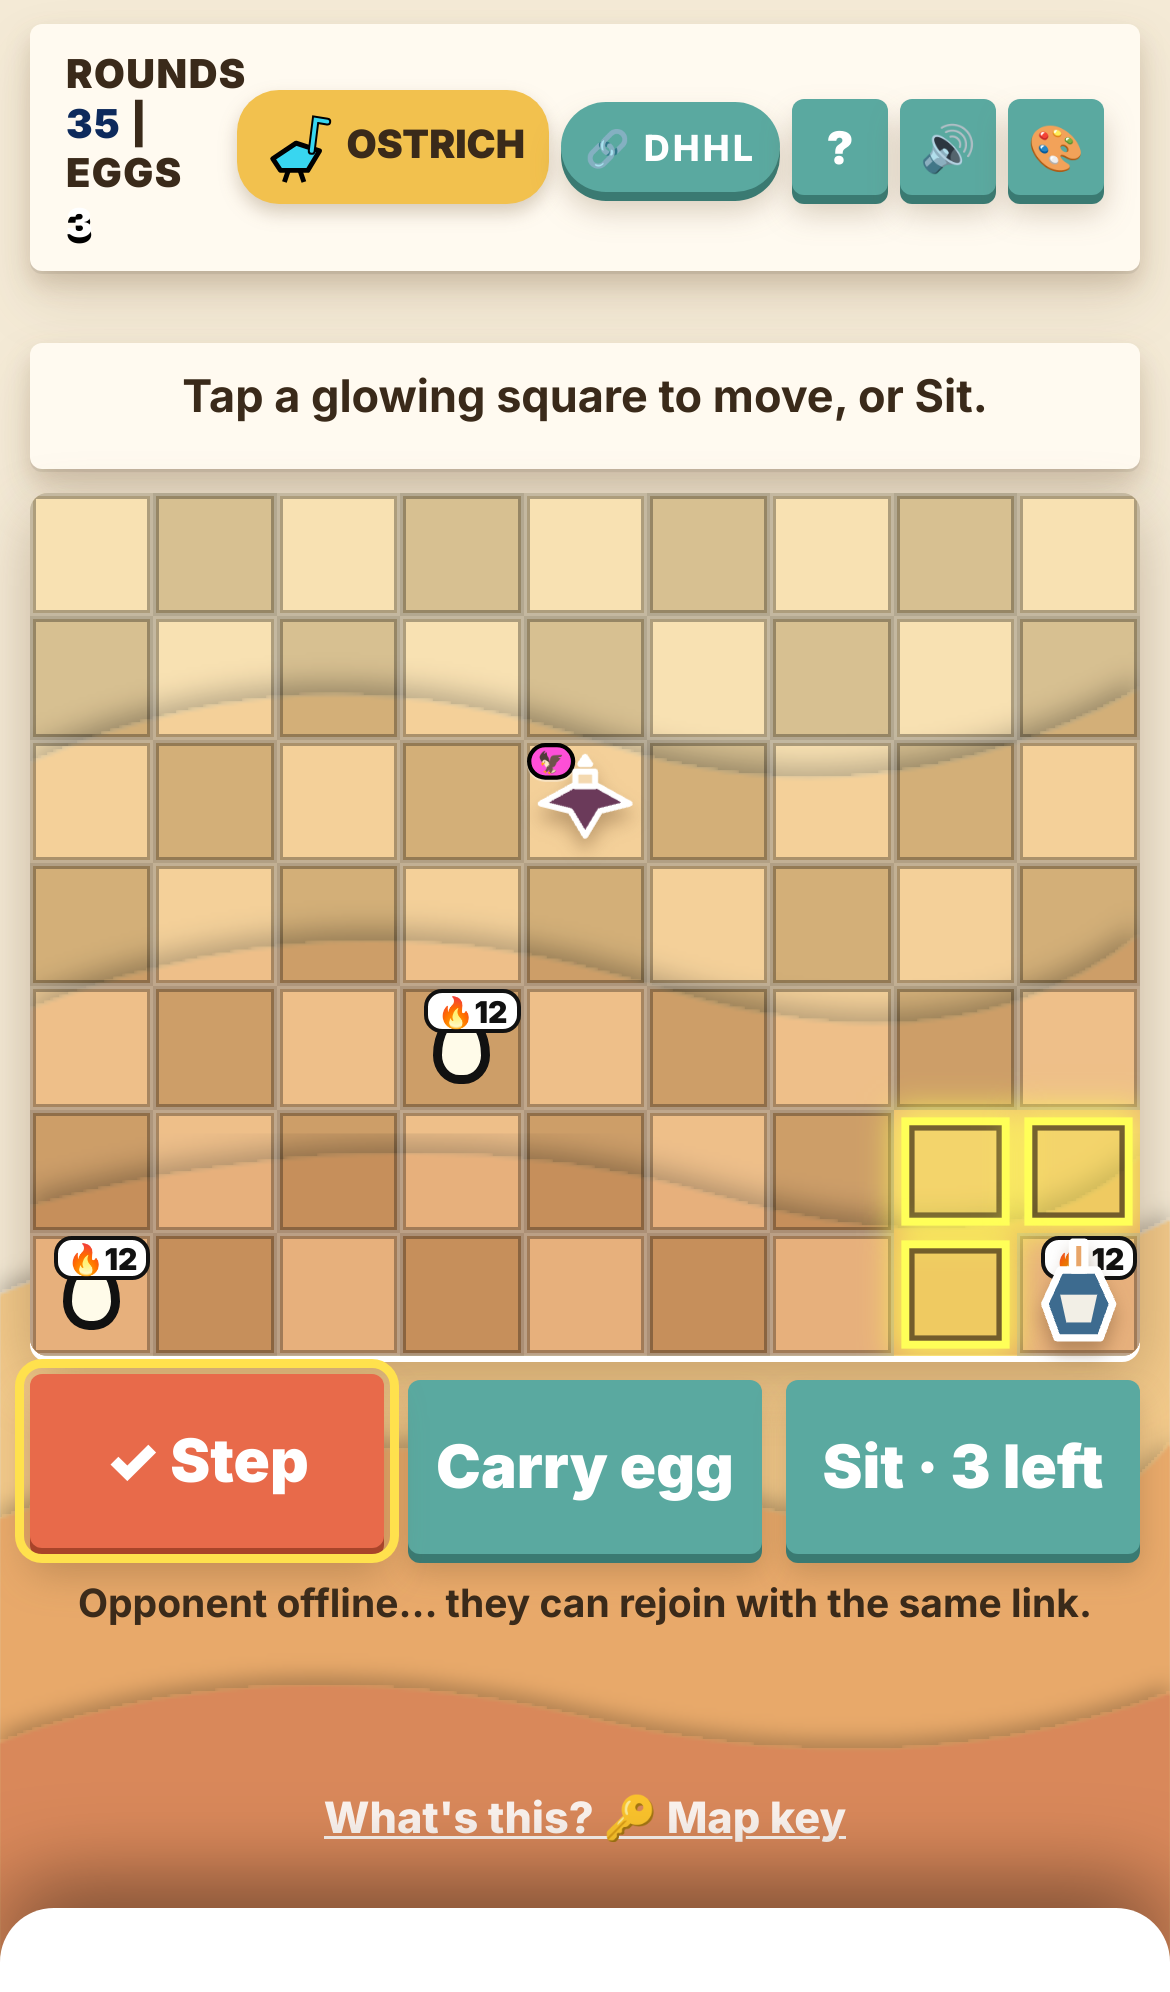 ROUNDS
35 |
EGGS
3
OSTRICH
DHHL
?
Tap a glowing square to move, or Sit.
12
12
12
✓ Step
Carry egg
Sit · 3 left
Opponent offline... they can rejoin with the same link.
What's this? 🔑 Map key